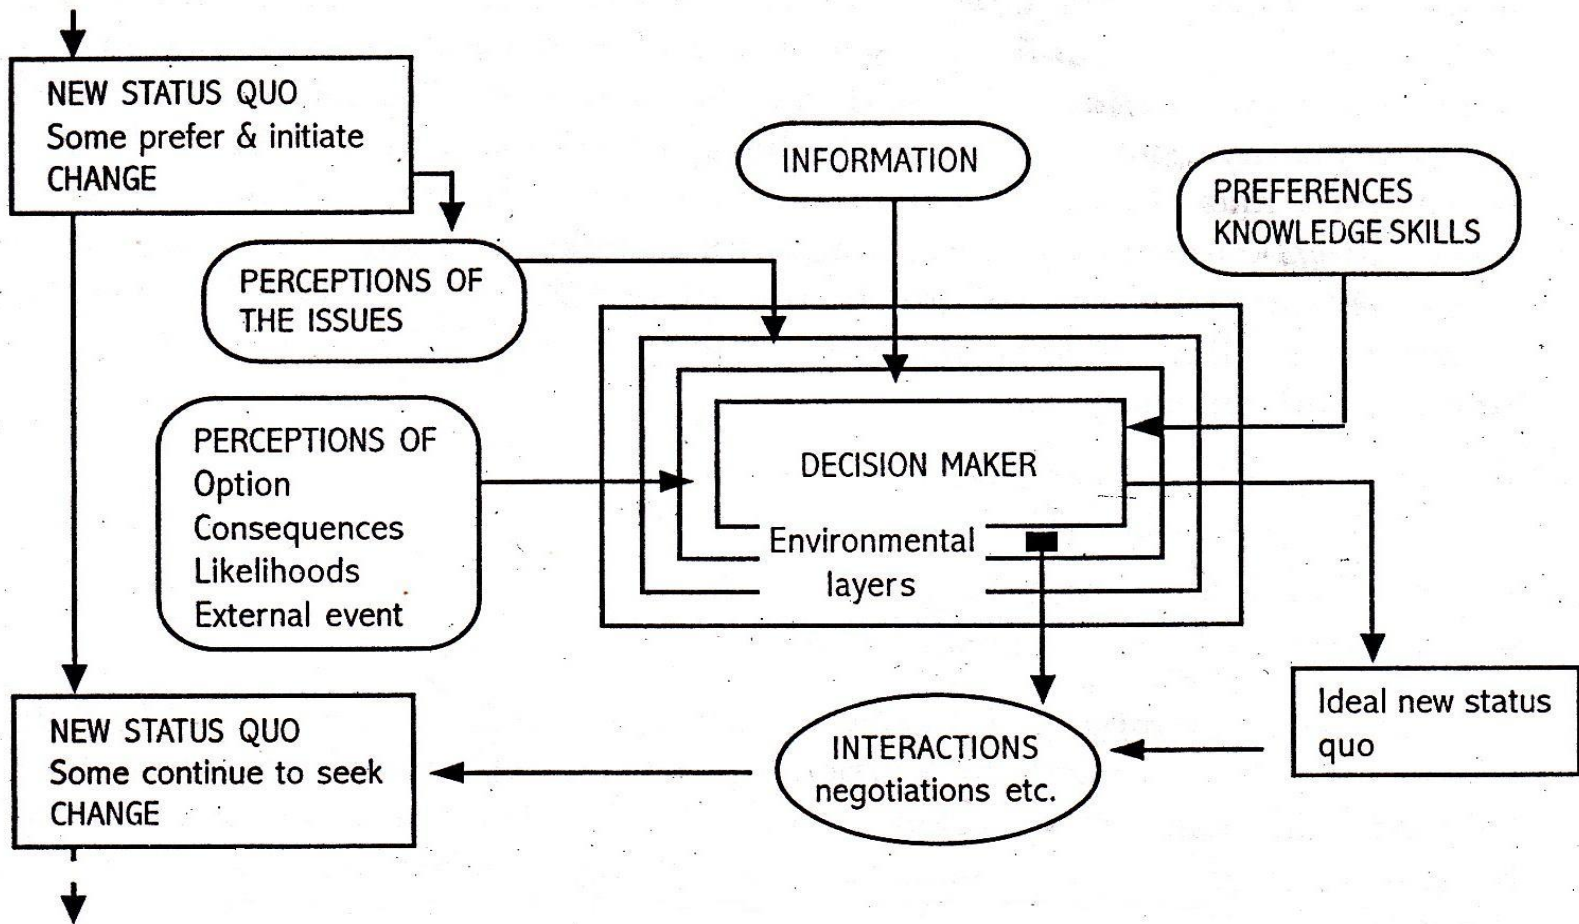 NEW STATUS QUO
Some prefer & initiate
CHANGE
INFORMATION
PREFERENCES
KNOWLEDGE SKILLS
PERCEPTIONS OF
THE ISSUES
PERCEPTIONS OF
Option
Consequences
Likelihoods
External event
DECISION MAKER
Environmental
layers
Ideal new status
quo
INTERACTIONS
negotiations etc.
NEW STATUS QUO
Some continue to seek
CHANGE